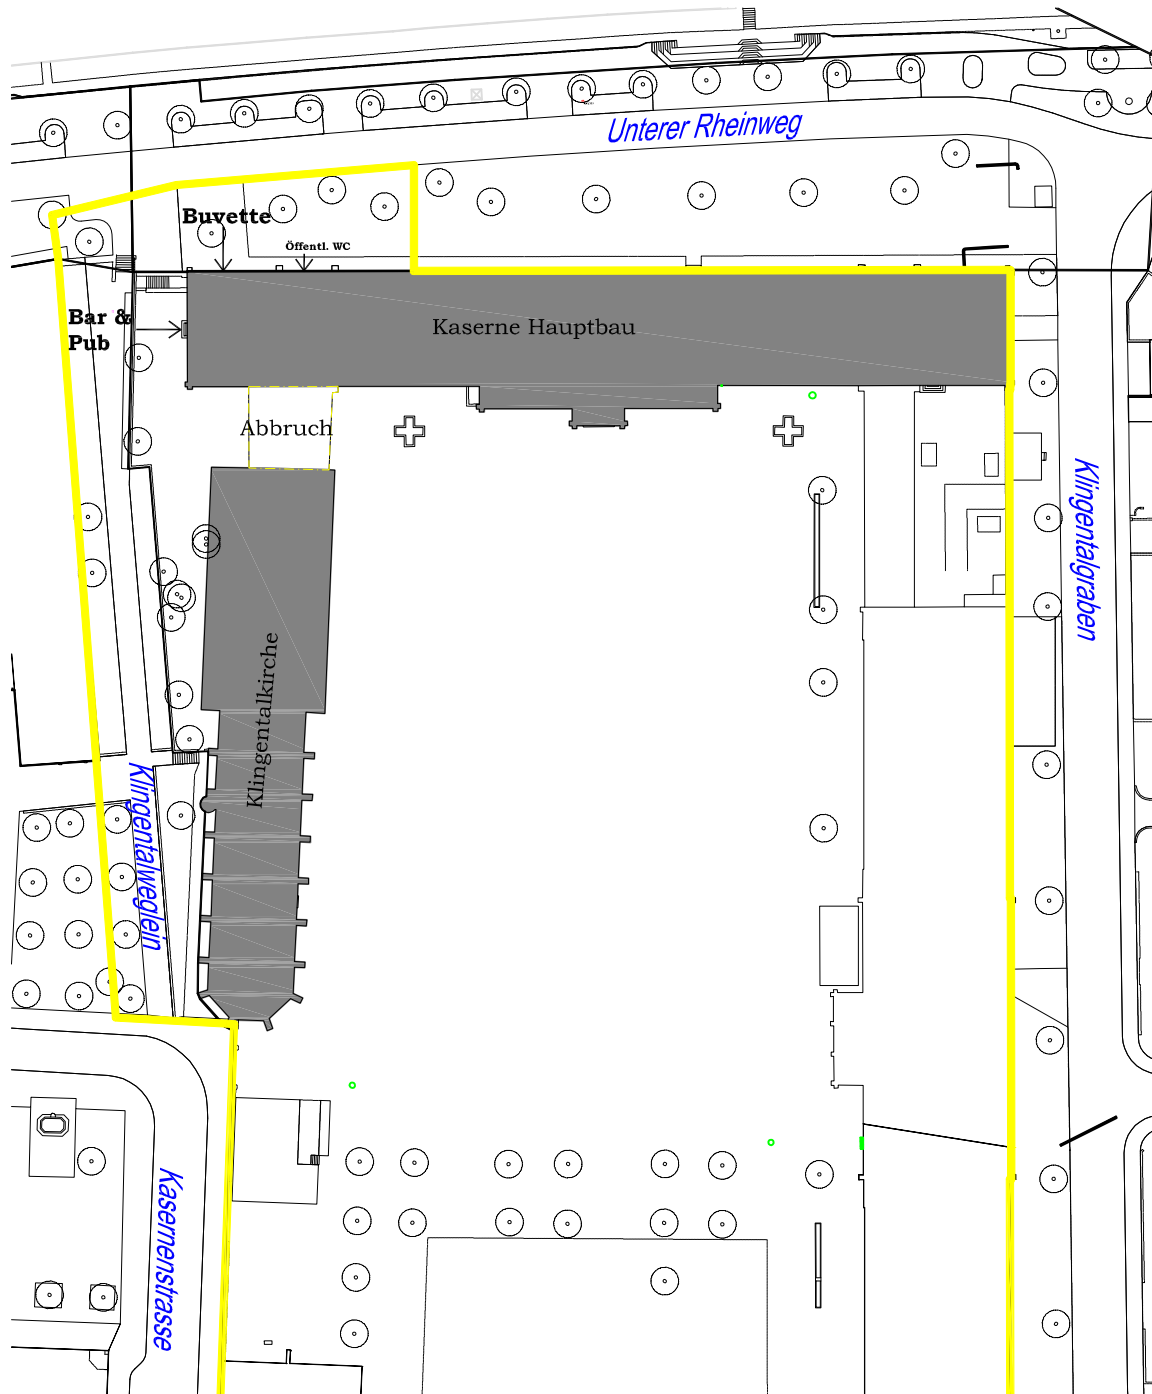 Unterer Rheinweg
Buvette
Öffentl. WC
Bar &
Pub
Kaserne Hauptbau
Abbruch
Klingentalgraben
Klingentalkirche
Klingentalweglein
Kasernenstrasse